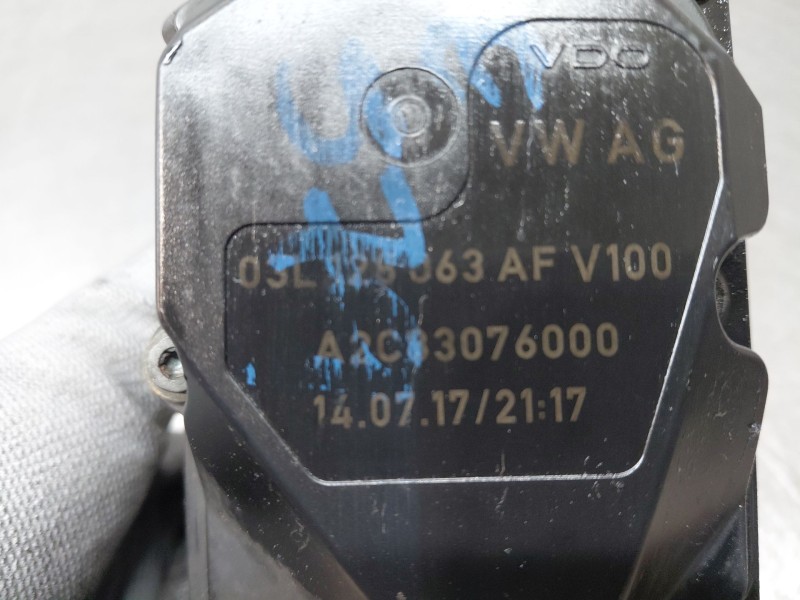 VDO
VW AG
03L 128 063 AF V100
A2C83076000
14.07.17/21:17